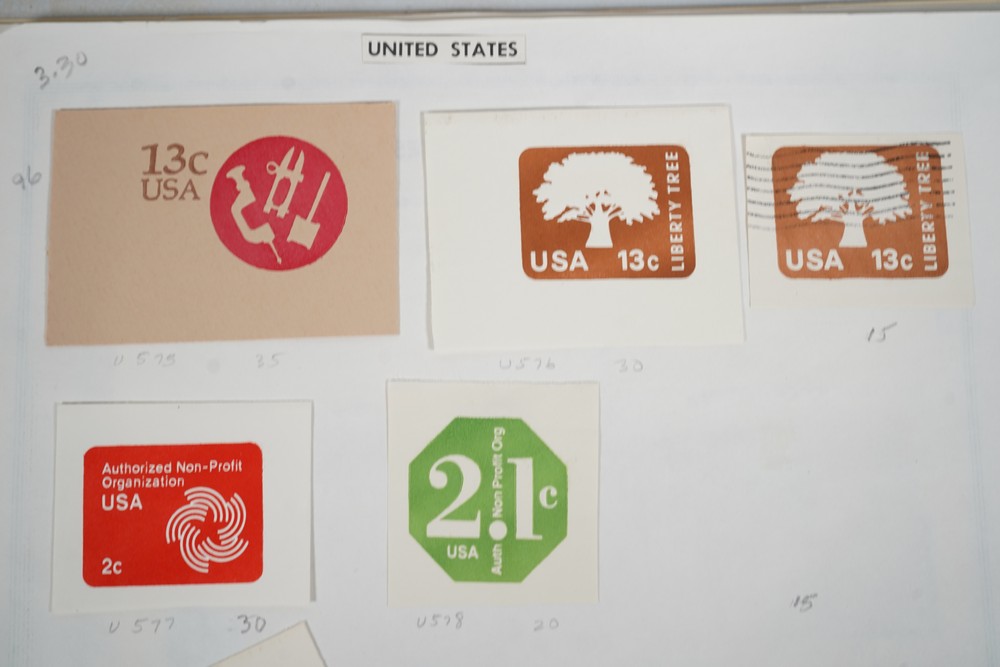 UNITED STATES
3.30
96
13c
USA
LIBERTY TREE
USA 13c
LIBERTY TREE
USA 13c
U575 35
U576 30
15
Authorized Non-Profit
Organization
USA
2c
2.1c
USA
Auth Non Profit Org
U577 30
U578 20
15